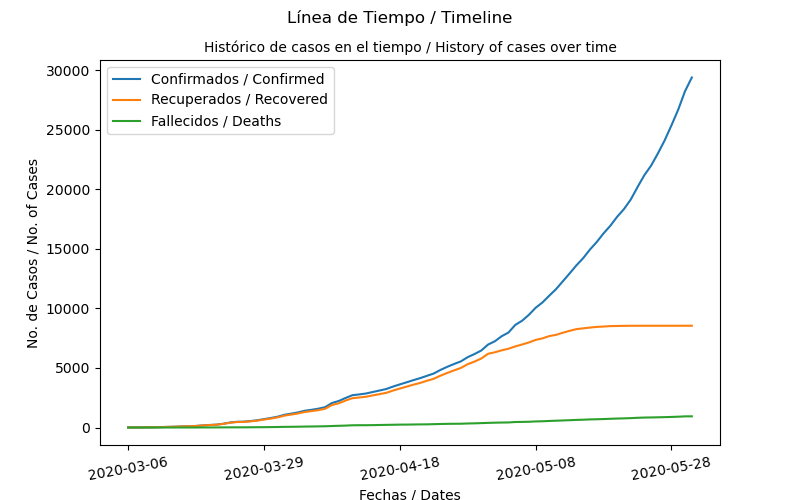 Línea de Tiempo / Timeline
Histórico de casos en el tiempo / History of cases over time
Confirmados / Confirmed
Recuperados / Recovered
Fallecidos / Deaths
No. de Casos / No. of Cases
30000
25000
20000
15000
10000
5000
0
2020-03-06
2020-03-29
2020-04-18
2020-05-08
2020-05-28
Fechas / Dates